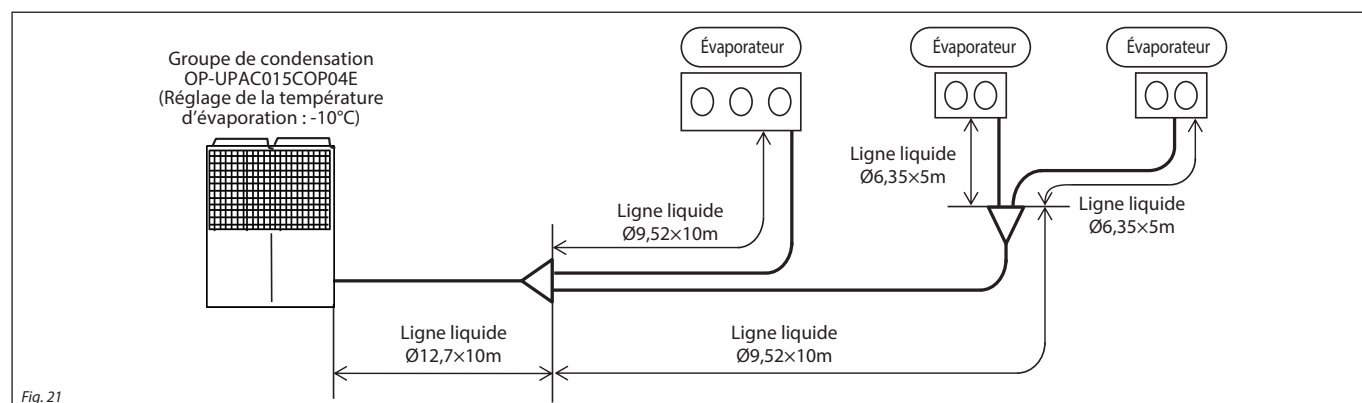 Groupe de condensation
OP-UPAC015COP04E
(Réglage de la température
d'évaporation : -10°C)
Évaporateur
Évaporateur
Évaporateur
Ligne liquide
Ø6,35×5m
Ligne liquide
Ø6,35×5m
Ligne liquide
Ø9,52×10m
Ligne liquide
Ø12,7×10m
Ligne liquide
Ø9,52×10m
Fig. 21